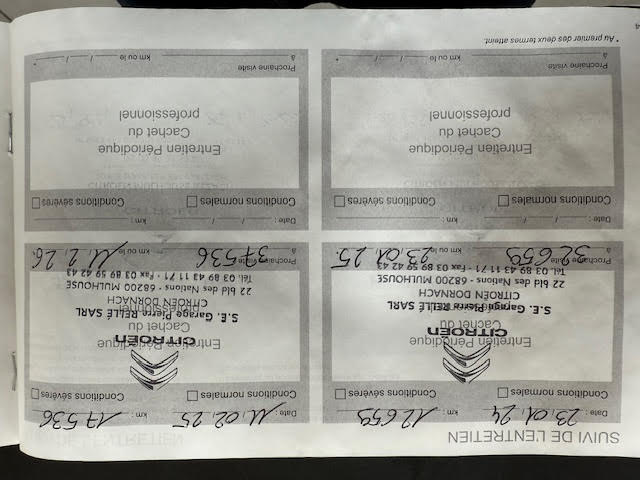 SUIVI DE L'ENTRETIEN
Date : 23.01.24 km : 12659
Conditions normales Conditions sévères
CITROËN
Entretien Périodique
Cachet du
S.E. Garage Pierre REILLÉ SARL
CITROËN DORNACH
22 bld des Nations - 68200 MULHOUSE
Tél. 03 89 43 11 71 - Fax 03 89 59 42 43
Prochaine visite
à 32659 km ou le 23.01.25.
Date : 11.02.25 km : 17536
Conditions normales Conditions sévères
CITROËN
Entretien Périodique
Cachet du
S.E. Garage Pierre REILLÉ SARL
CITROËN DORNACH
22 bld des Nations - 68200 MULHOUSE
Tél. 03 89 43 11 71 - Fax 03 89 59 42 43
Prochaine visite
à 37536 km ou le 11.2.26.
Date : / / km :
Conditions normales Conditions sévères
Entretien Périodique
Cachet du
professionnel
Prochaine visite
à km ou le / / *
Date : / / km :
Conditions normales Conditions sévères
Entretien Périodique
Cachet du
professionnel
Prochaine visite
à km ou le / / *
* Au premier des deux termes atteint.